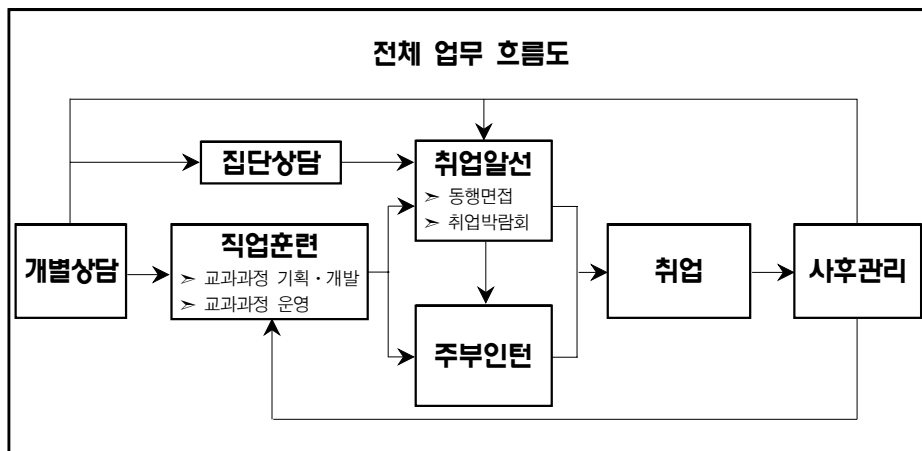 전체 업무 흐름도
집단상담
취업알선
➢ 동행면접
➢ 취업박람회
개별상담
직업훈련
➢ 교과과정 기획・개발
➢ 교과과정 운영
취업
사후관리
주부인턴